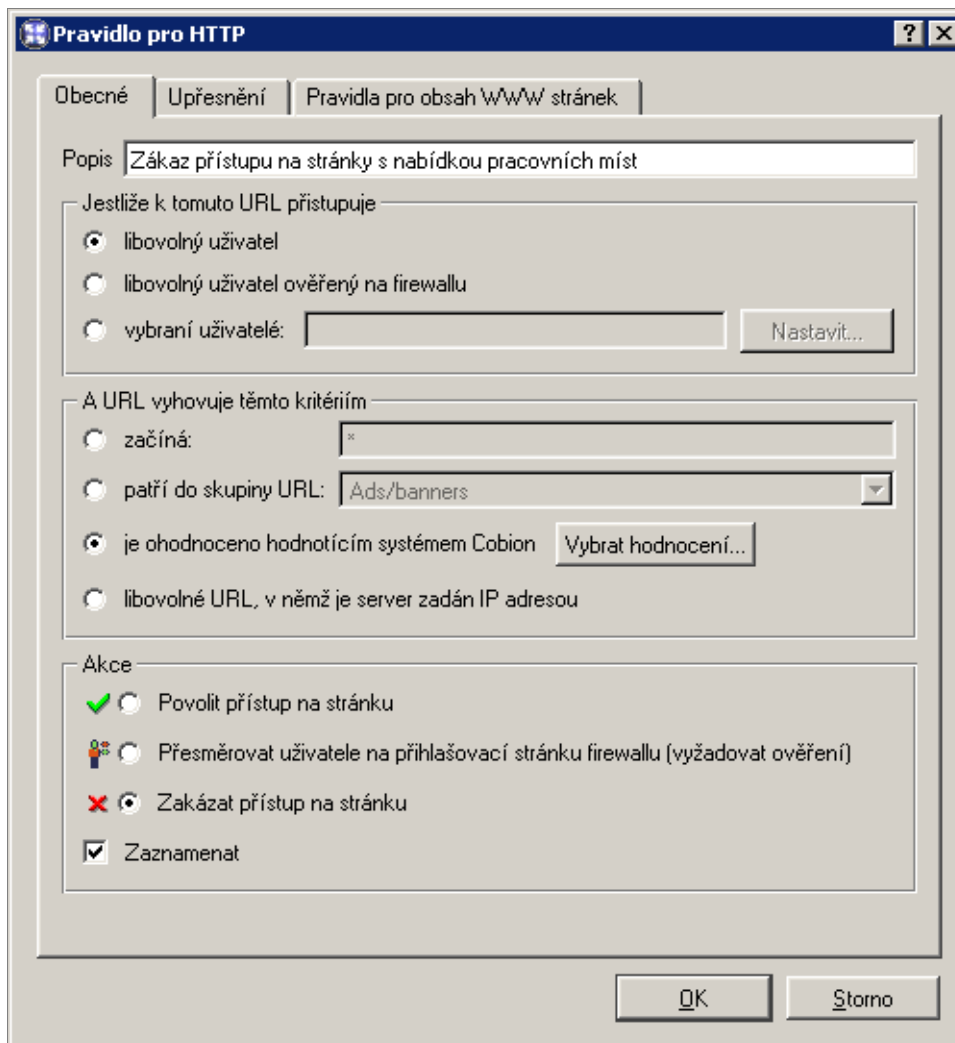 Pravidlo pro HTTP
Obecné Upřesnění Pravidla pro obsah WWW stránek
Popis Zákaz přístupu na stránky s nabídkou pracovních míst
Jestliže k tomuto URL přistupuje
libovolný uživatel
libovolný uživatel ověřený na firewallu
vybraní uživatelé: Nastavit...
A URL vyhovuje těmto kritériím
začíná: *
patří do skupiny URL: Ads/banners
je ohodnoceno hodnotícím systémem Cobion Vybrat hodnocení...
libovolné URL, v němž je server zadán IP adresou
Akce
Povolit přístup na stránku
Přesměrovat uživatele na přihlašovací stránku firewallu (vyžadovat ověření)
Zakázat přístup na stránku
Zaznamenat
OK Storno